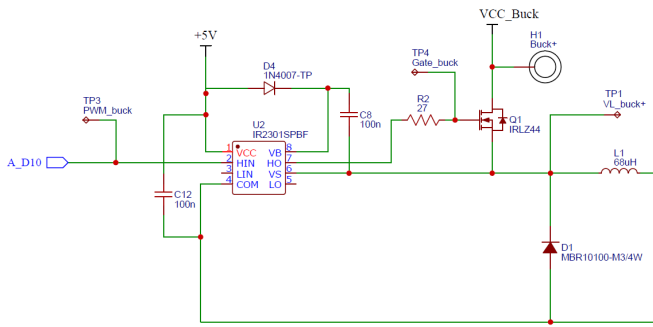 VCC_Buck
+5V
H1
Buck+
D4
1N4007-TP
TP4
Gate_buck
TP3
PWM_buck
TP1
VL_buck+
C8
100n
R2
27
Q1
IRLZ44
U2
IR2301SPBF
L1
68uH
A_D10
1 VCC VB 8
2 HIN HO 7
3 LIN VS 6
4 COM LO 5
C12
100n
D1
MBR10100-M3/4W